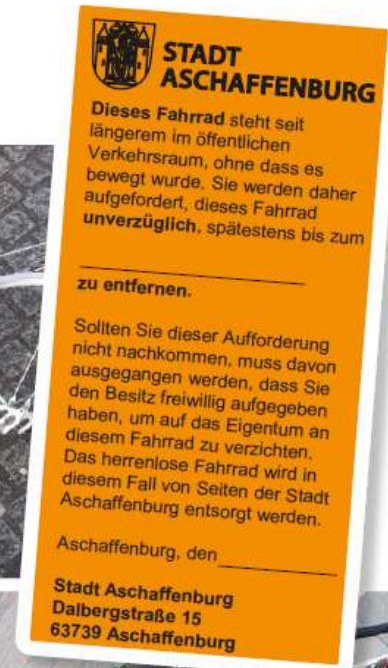 STADT
ASCHAFFENBURG
Dieses Fahrrad steht seit
längerem im öffentlichen
Verkehrsraum, ohne dass es
bewegt wurde. Sie werden daher
aufgefordert, dieses Fahrrad
unverzüglich, spätestens bis zum
zu entfernen.
Sollten Sie dieser Aufforderung
nicht nachkommen, muss davon
ausgegangen werden, dass Sie
den Besitz freiwillig aufgegeben
haben, um auf das Eigentum an
diesem Fahrrad zu verzichten.
Das herrenlose Fahrrad wird in
diesem Fall von Seiten der Stadt
Aschaffenburg entsorgt werden.
Aschaffenburg, den
Stadt Aschaffenburg
Dalbergstraße 15
63739 Aschaffenburg